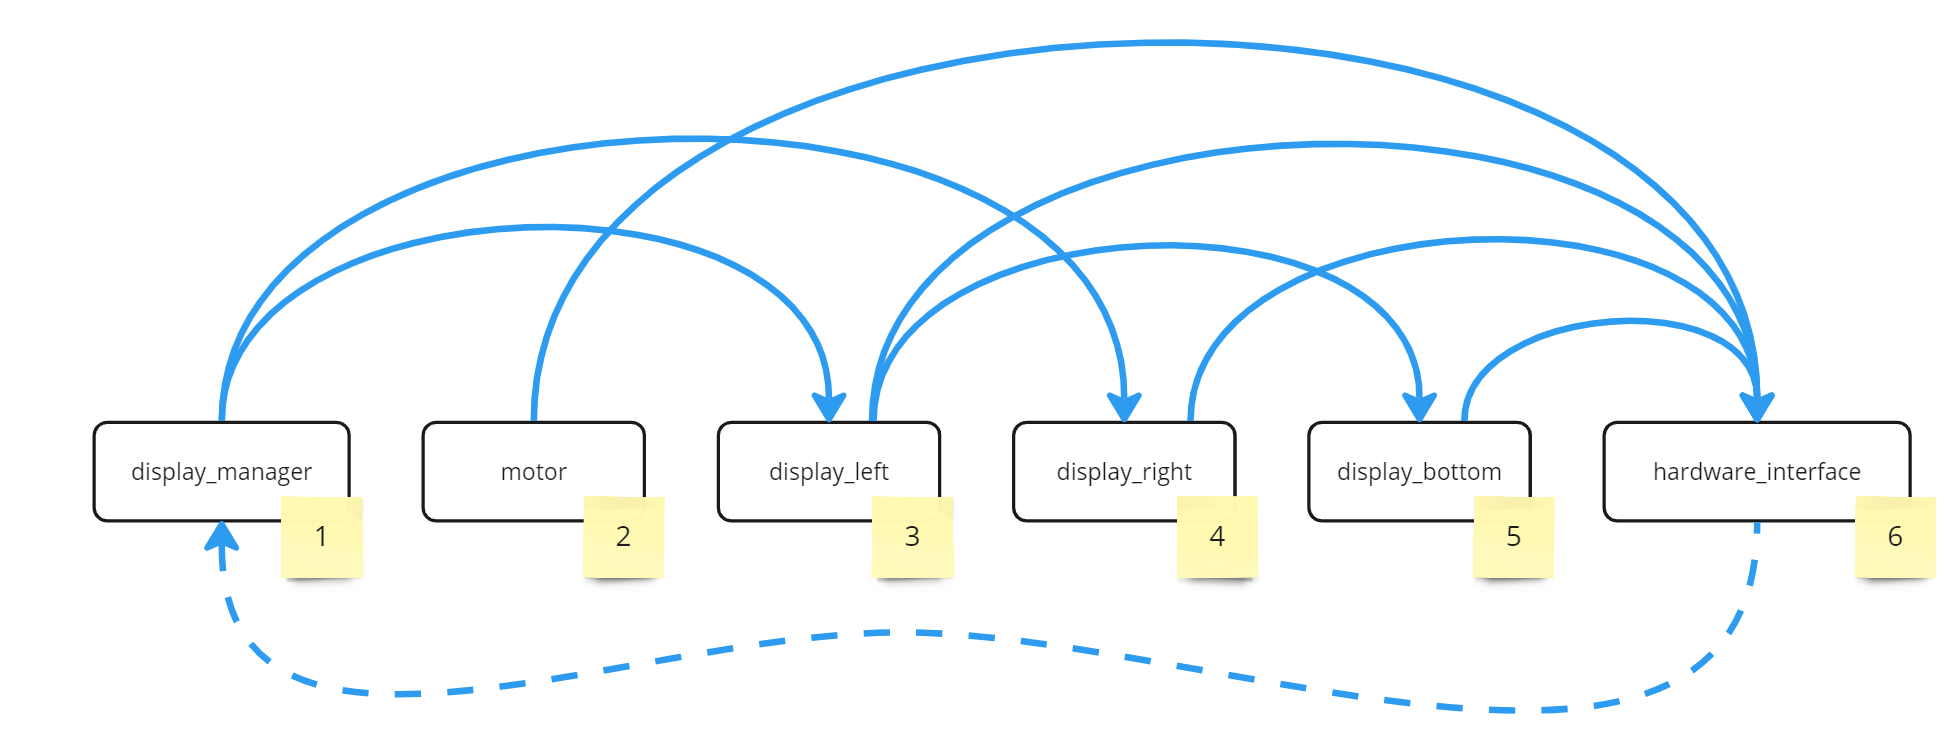 display_manager
motor
display_left
display_right
display_bottom
hardware_interface
1
2
3
4
5
6